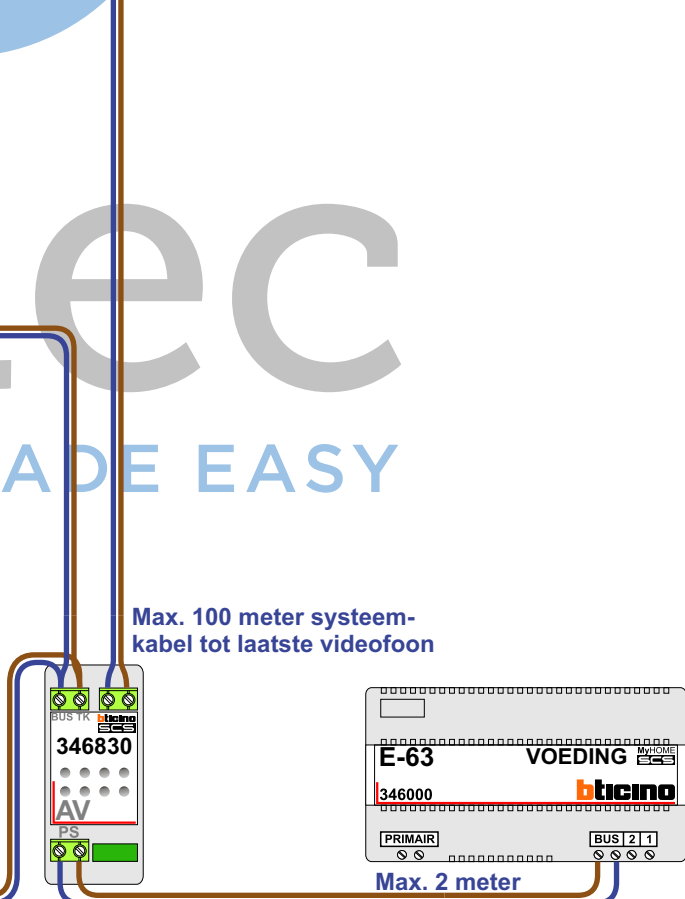 ec
ADE EASY
Max. 100 meter systeem-
kabel tot laatste videofoon
BUS TK bticino
SCS
346830
AV
PS
E-63 VOEDING MyHOME
SCS
346000 bticino
PRIMAIR BUS 2 1
Max. 2 meter